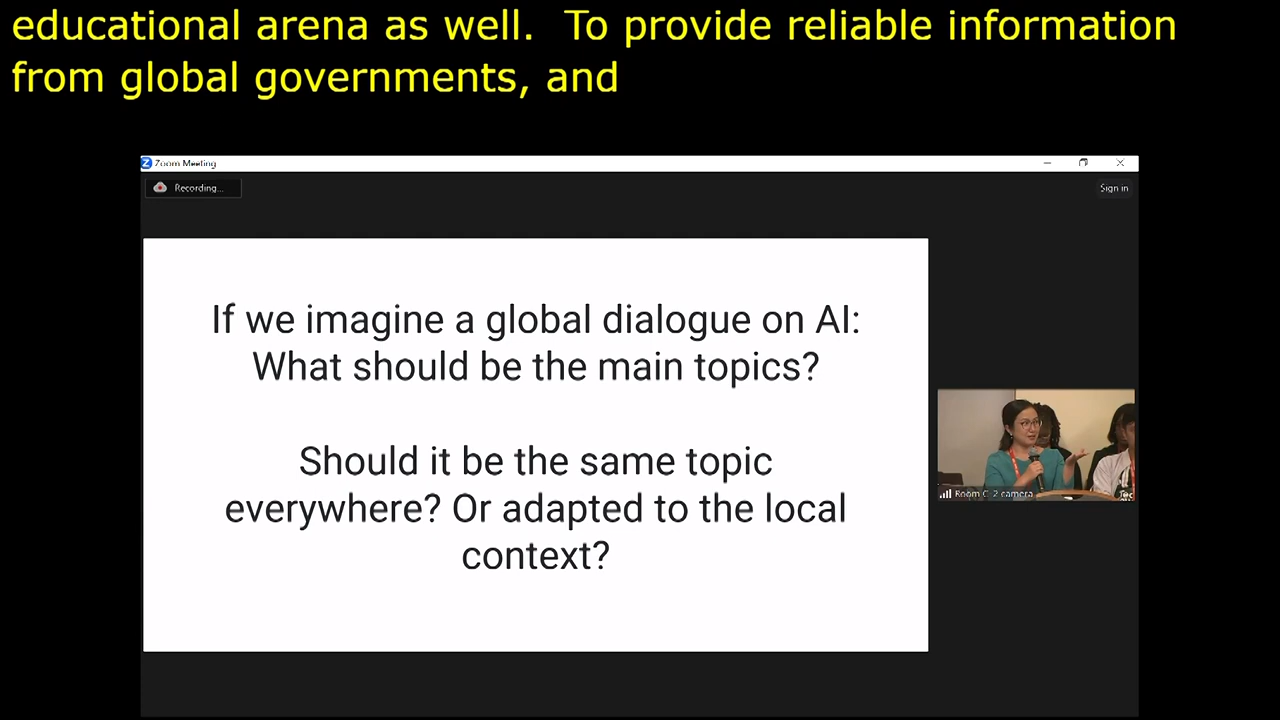 educational arena as well.  To provide reliable information
from global governments, and
Zoom Meeting
Recording...
Sign in
If we imagine a global dialogue on AI:
What should be the main topics?
Should it be the same topic
everywhere? Or adapted to the local
context?
Room C. 2 camera
Tec